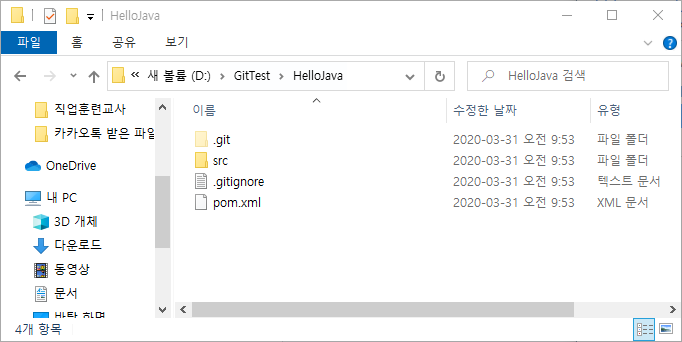 HelloJava
파일 홈 공유 보기
새 볼륨 (D:) GitTest HelloJava HelloJava 검색
이름 수정한 날짜 유형
직업훈련교사
카카오톡 받은 파일
OneDrive
내 PC
3D 개체
다운로드
동영상
문서
바탕 화면
.git 2020-03-31 오전 9:53 파일 폴더
src 2020-03-31 오전 9:53 파일 폴더
.gitignore 2020-03-31 오전 9:53 텍스트 문서
pom.xml 2020-03-31 오전 9:53 XML 문서
4개 항목